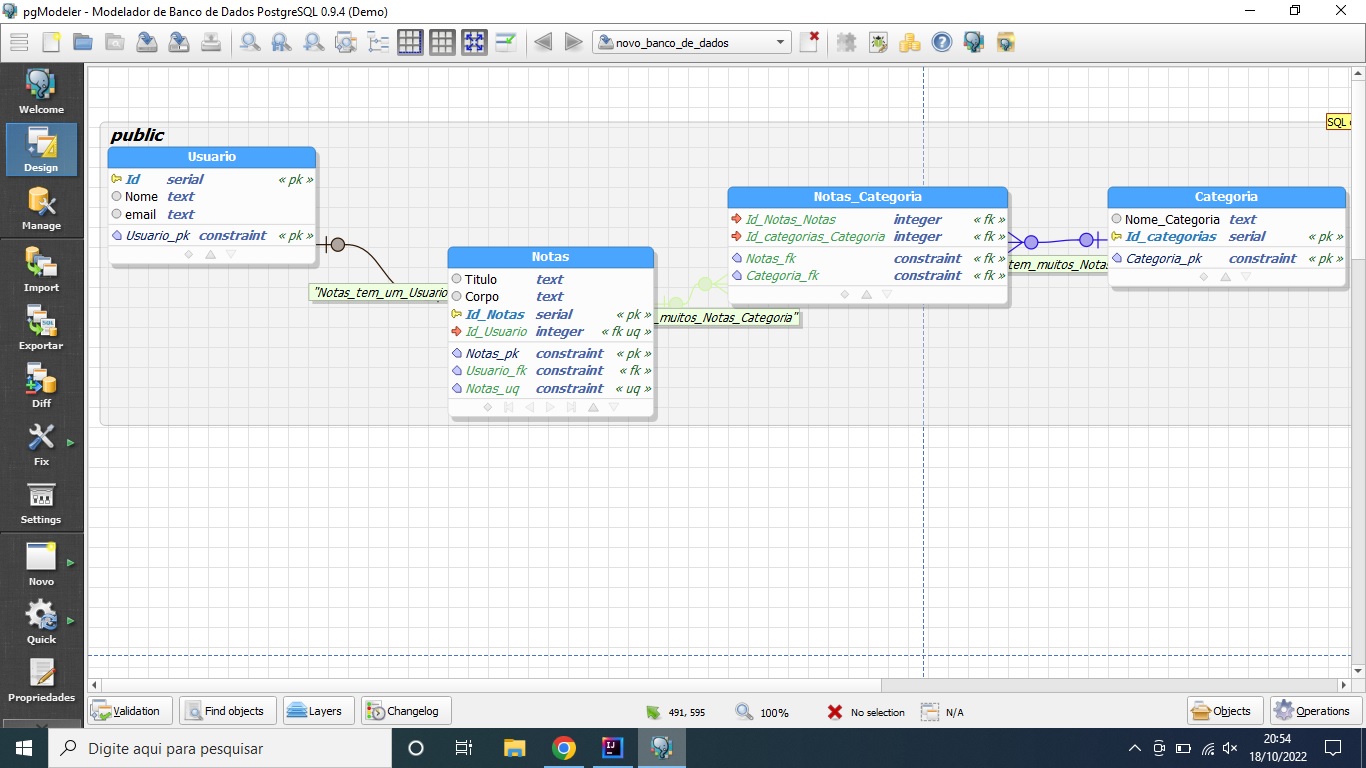 pgModeler - Modelador de Banco de Dados PostgreSQL 0.9.4 (Demo)
novo_banco_de_dados
Welcome
Design
Manage
Import
Exportar
Diff
Fix
Settings
Novo
Quick
Propriedades
public
SQL
Usuario
Id serial « pk »
Nome text
email text
Usuario_pk constraint « pk »
"Notas_tem_um_Usuario
Notas
Titulo text
Corpo text
Id_Notas serial « pk »
Id_Usuario integer « fk uq »
Notas_pk constraint « pk »
Usuario_fk constraint « fk »
Notas_uq constraint « uq »
_muitos_Notas_Categoria"
Notas_Categoria
Id_Notas_Notas integer « fk »
Id_categorias_Categoria integer « fk »
Notas_fk constraint « fk »
Categoria_fk constraint « fk »
tem_muitos_Notas
Categoria
Nome_Categoria text
Id_categorias serial « pk »
Categoria_pk constraint « pk »
Validation
Find objects
Layers
Changelog
491, 595
100%
No selection
N/A
Objects
Operations
Digite aqui para pesquisar
20:54
18/10/2022